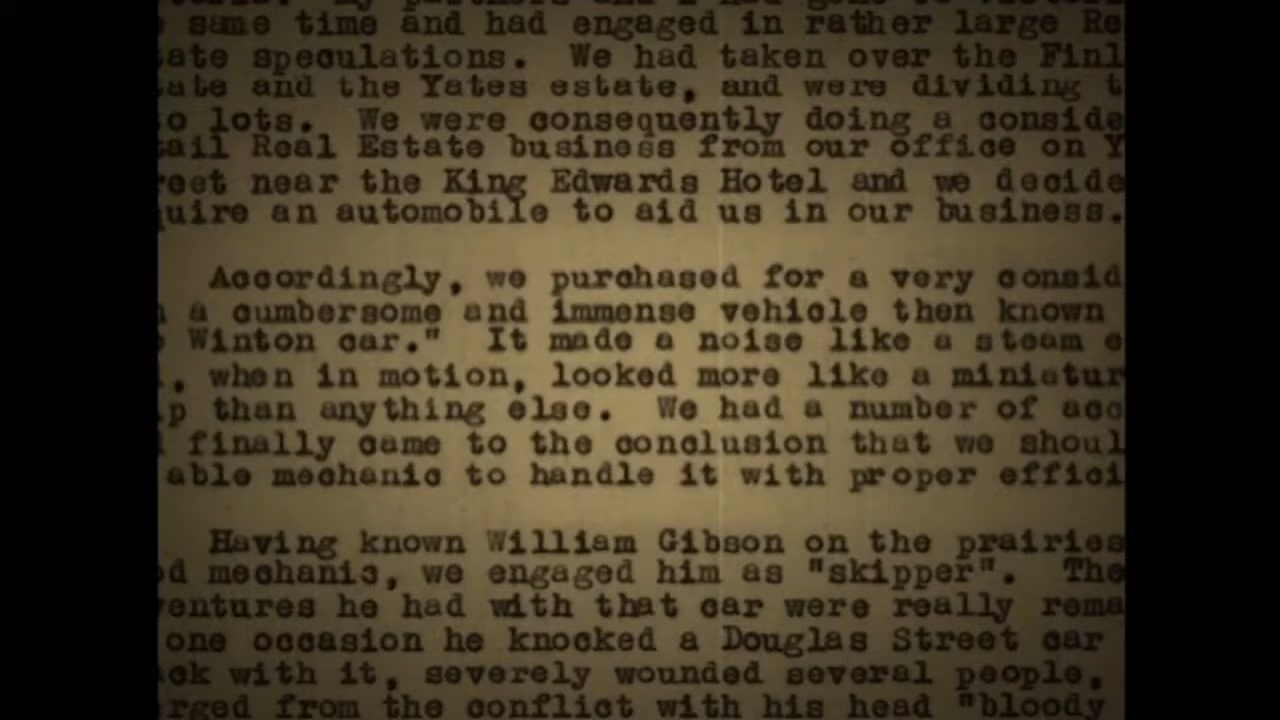 same time and had engaged in rather large Re
ate speculations. We had taken over the Finl
ate and the Yates estate, and were dividing t
o lots. We were consequently doing a conside
ail Real Estate business from our office on Y
reet near the King Edwards Hotel and we decide
quire an automobile to aid us in our business.
Accordingly, we purchased for a very consid
a cumbersome and immense vehicle then known
Winton car." It made a noise like a steam e
, when in motion, looked more like a miniatur
p than anything else. We had a number of acc
finally came to the conclusion that we shoul
able mechanic to handle it with proper effici
Having known William Gibson on the prairies
d mechanic, we engaged him as "skipper". The
entures he had with that car were really rema
one occasion he knocked a Douglas Street car
ck with it, severely wounded several people,
rged from the conflict with his head "bloody